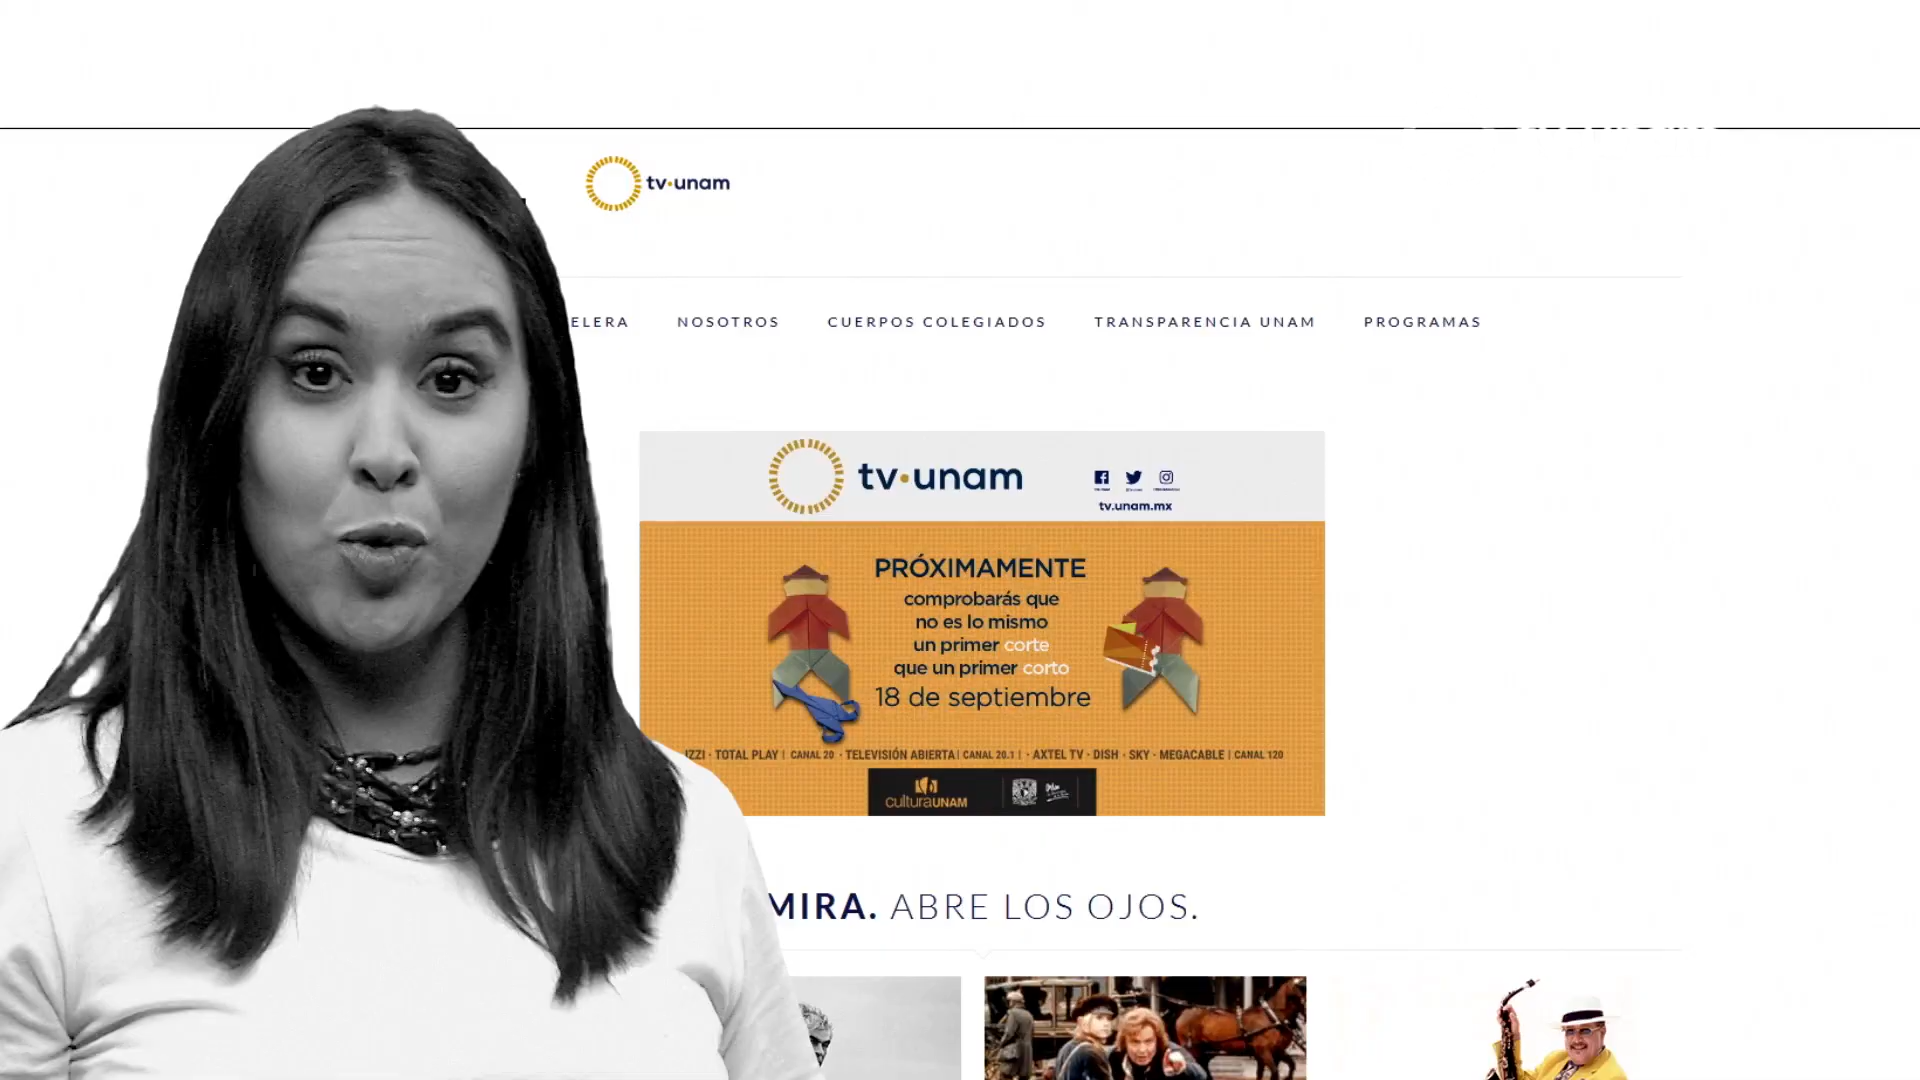 tv·unam
ELERA NOSOTROS CUERPOS COLEGIADOS TRANSPARENCIA UNAM PROGRAMAS
tv·unam
tv.unam.mx
PRÓXIMAMENTE
comprobarás que
no es lo mismo
un primer corte
que un primer corto
18 de septiembre
IZZI · TOTAL PLAY | CANAL 20 · TELEVISIÓN ABIERTA | CANAL 20.1 | · AXTEL TV · DISH · SKY · MEGACABLE | CANAL 120
culturaUNAM
MIRA. ABRE LOS OJOS.